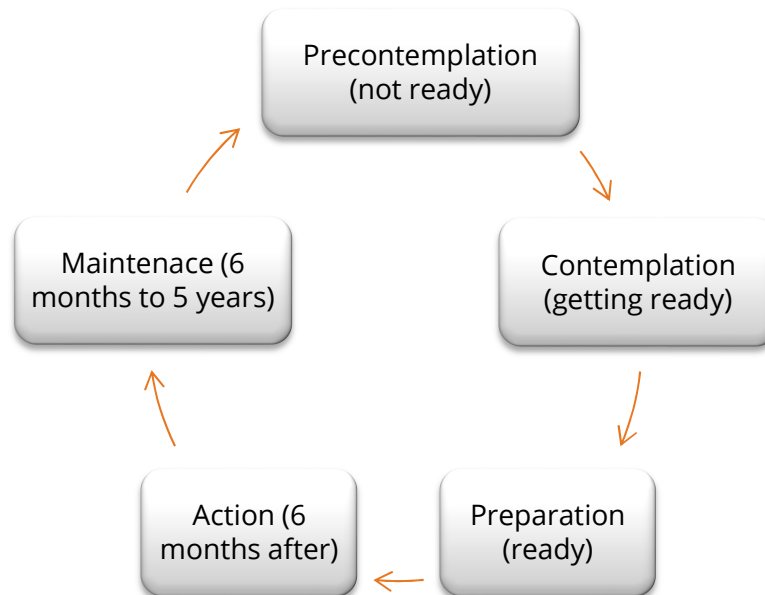 Precontemplation
(not ready)
Contemplation
(getting ready)
Preparation
(ready)
Action (6
months after)
Maintenace (6
months to 5 years)